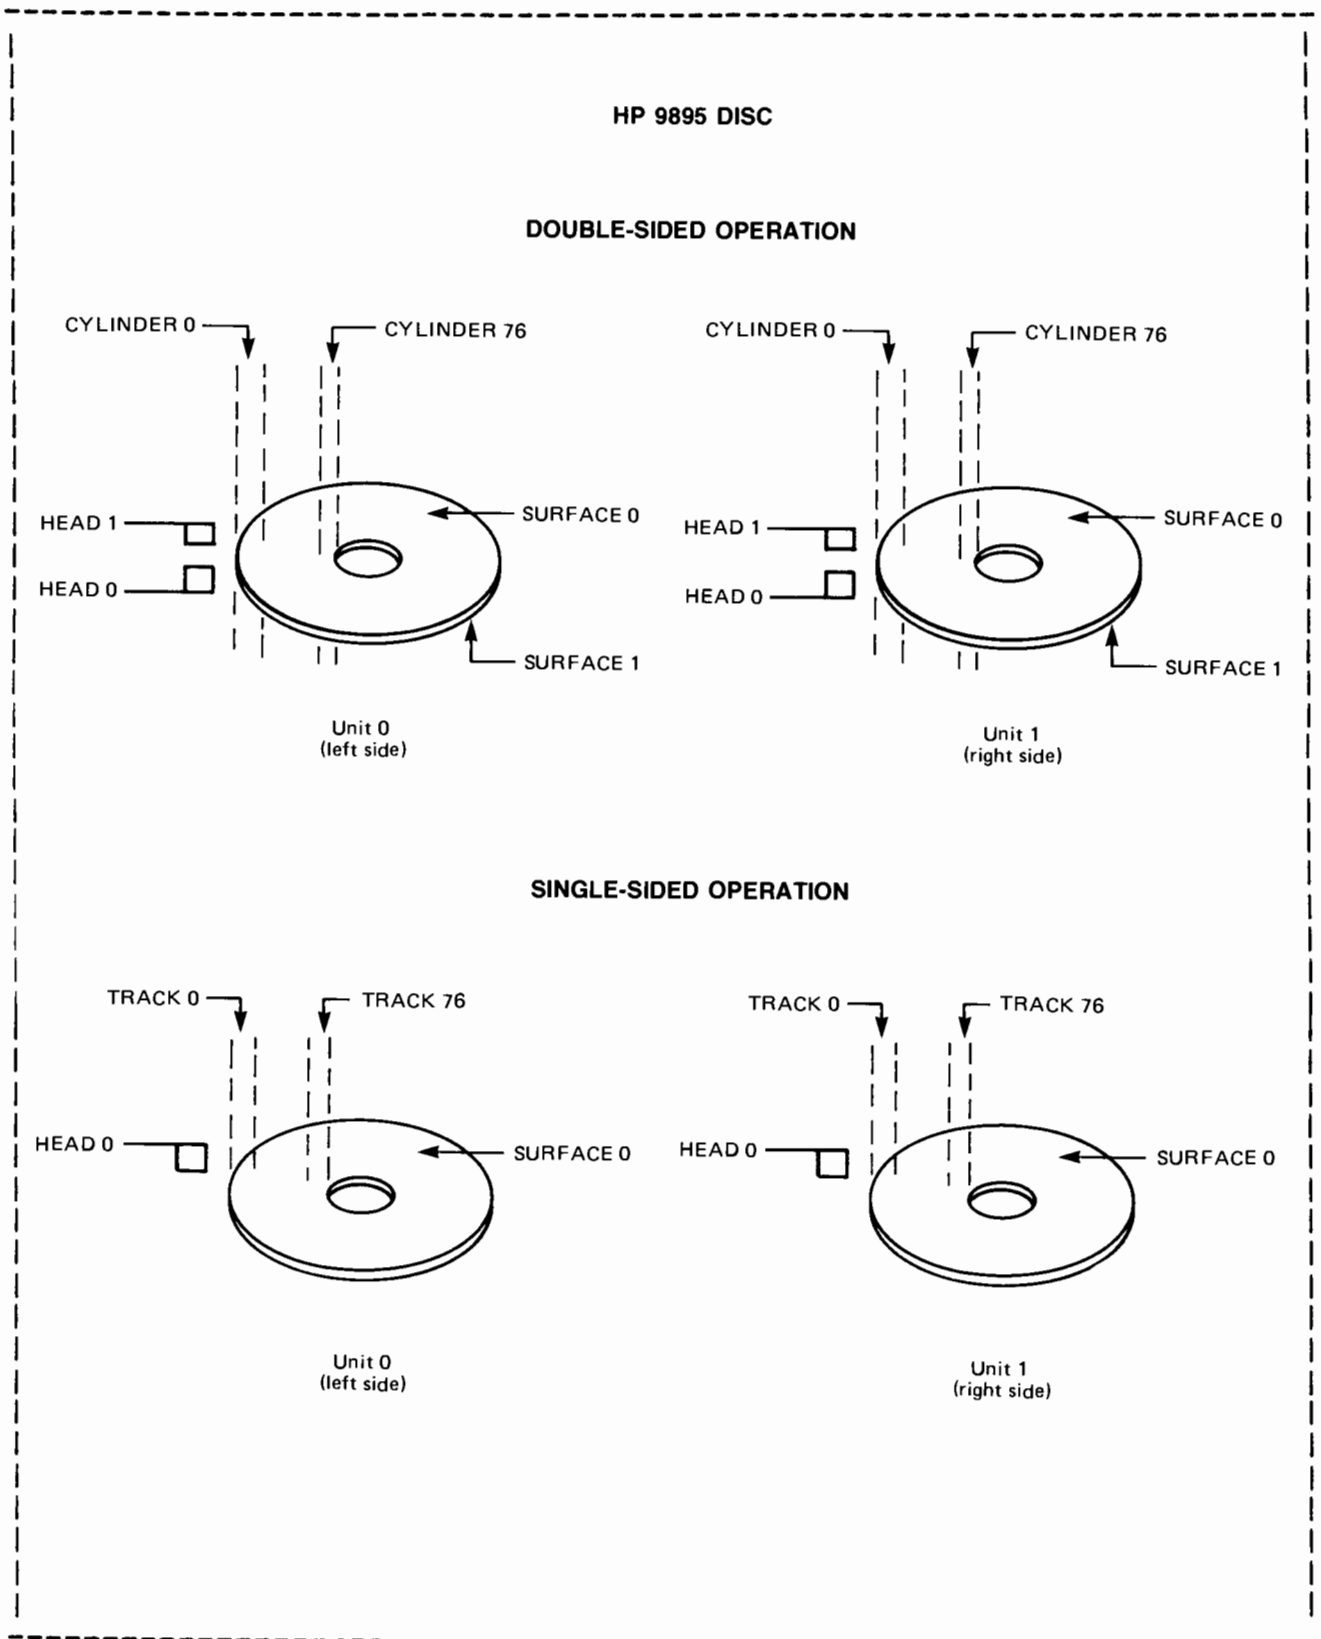 HP 9895 DISC
DOUBLE-SIDED OPERATION
CYLINDER 0
CYLINDER 76
CYLINDER 0
CYLINDER 76
HEAD 1
SURFACE 0
HEAD 1
SURFACE 0
HEAD 0
HEAD 0
SURFACE 1
SURFACE 1
Unit 0
(left side)
Unit 1
(right side)
SINGLE-SIDED OPERATION
TRACK 0
TRACK 76
TRACK 0
TRACK 76
HEAD 0
SURFACE 0
HEAD 0
SURFACE 0
Unit 0
(left side)
Unit 1
(right side)